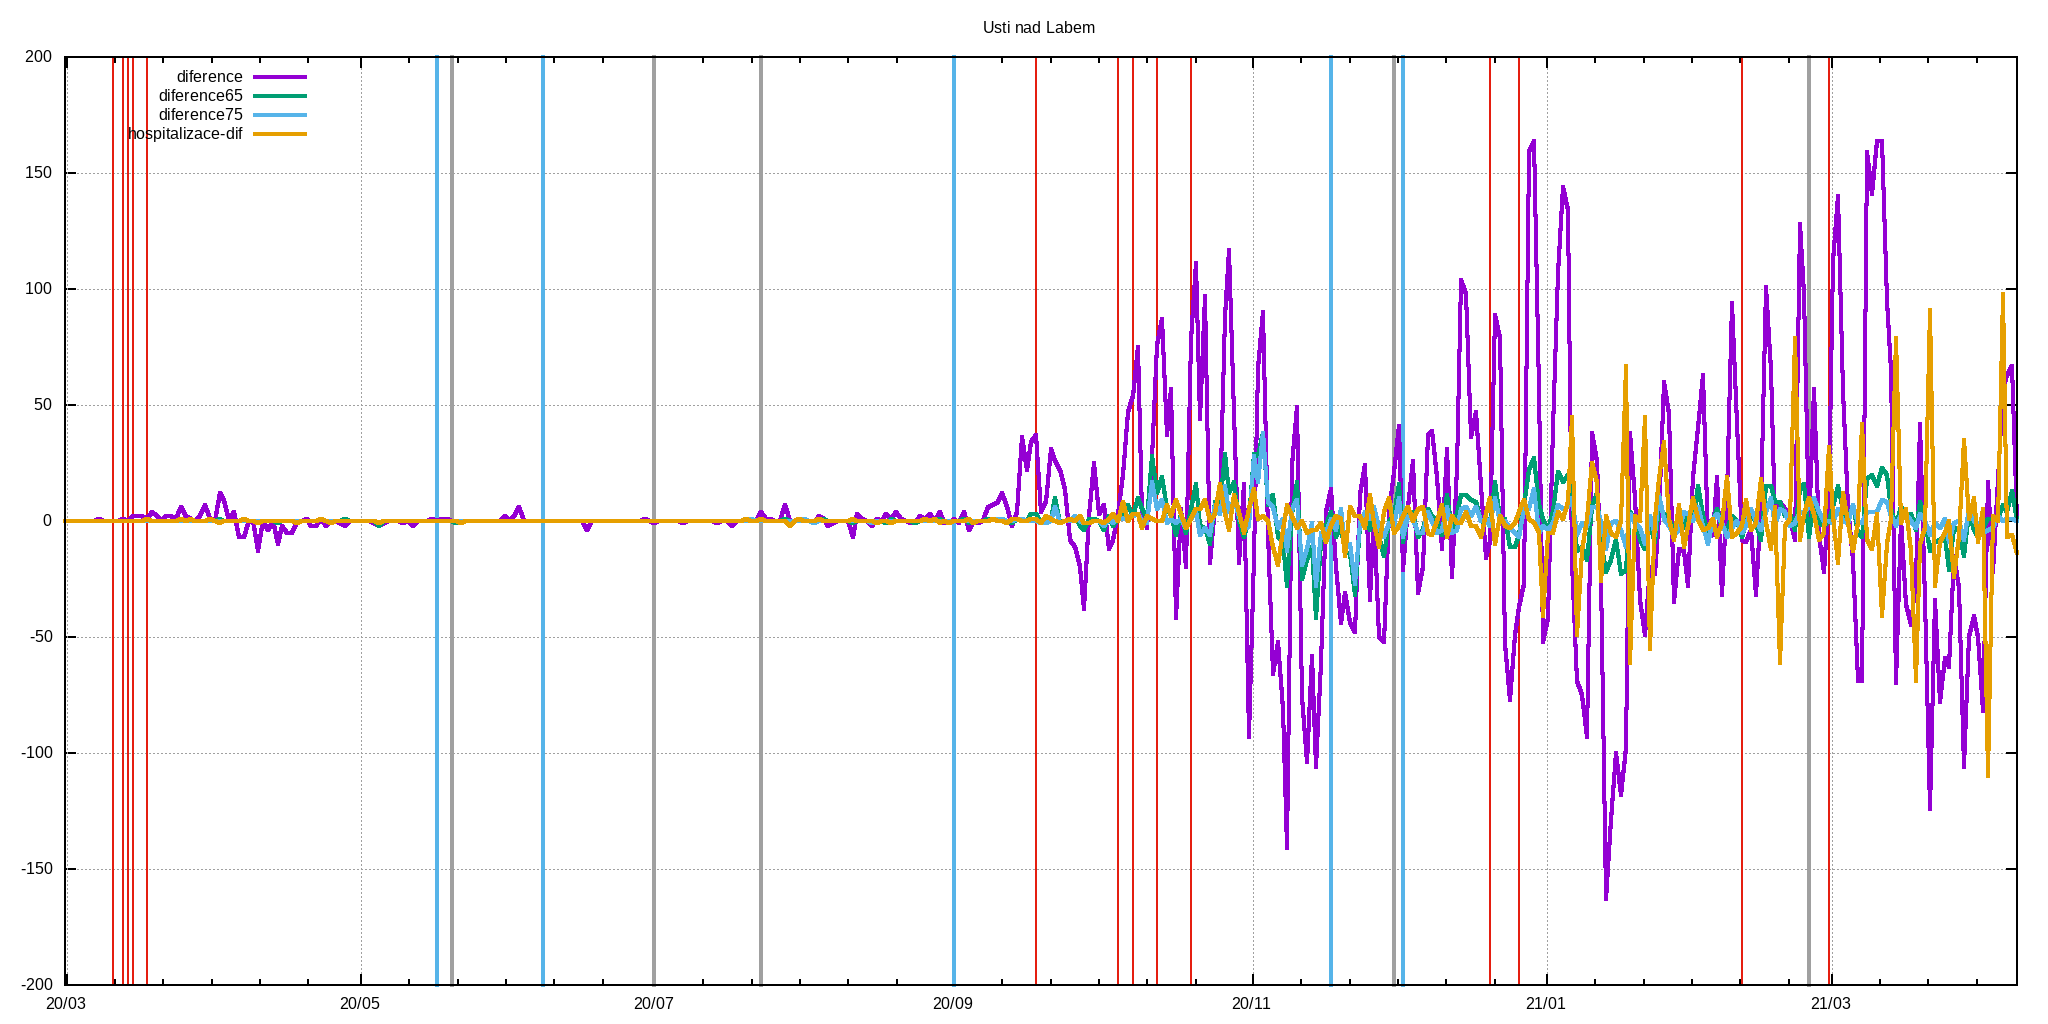 Usti nad Labem
diference
diference65
diference75
hospitalizace-dif
200
150
100
50
0
-50
-100
-150
-200
20/03 20/05 20/07 20/09 20/11 21/01 21/03